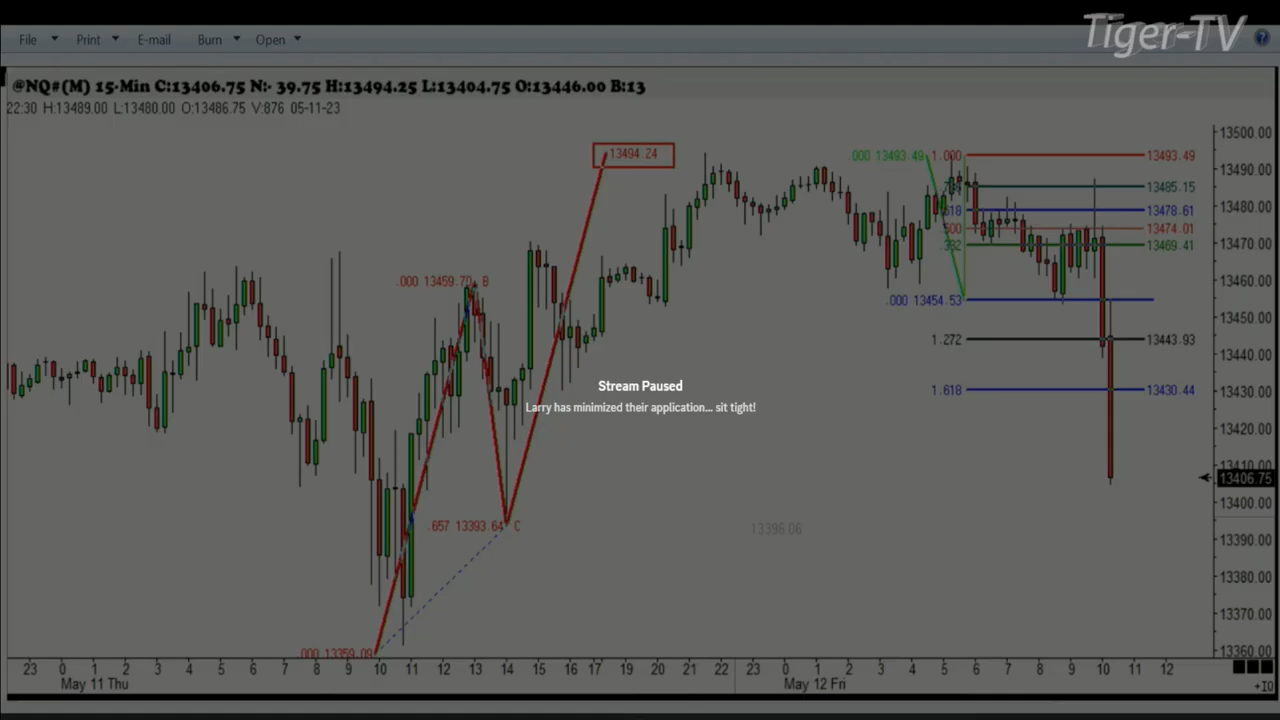 Tiger-TV
File Print E-mail Burn Open ?
@NQ#(M) 15-Min C:13406.75 N:- 39.75 H:13494.25 L:13404.75 O:13446.00 B:13
22:30 H:13489.00 L:13480.00 O:13486.75 V:876 05-11-23
13500.00
13494.24
.000 13493.49 1.000 13493.49
13490.00
13485.15
13480.00
.618 13478.61
.500 13474.01
13470.00
.382 13469.41
.000 13459.70 B
13460.00
.000 13454.53
13450.00
1.272 13443.93
13440.00
Stream Paused
1.618 13430.44
13430.00
Larry has minimized their application... sit tight!
13420.00
13410.00
13406.75
13400.00
.657 13393.64 C
13396.06
13390.00
13380.00
13370.00
.000 13359.09
13360.00
23 0 1 2 3 4 5 6 7 8 9 10 11 12 13 14 15 16 17 19 20 21 22 23 0 1 2 3 4 5 6 7 8 9 10 11 12
May 11 Thu May 12 Fri
+10